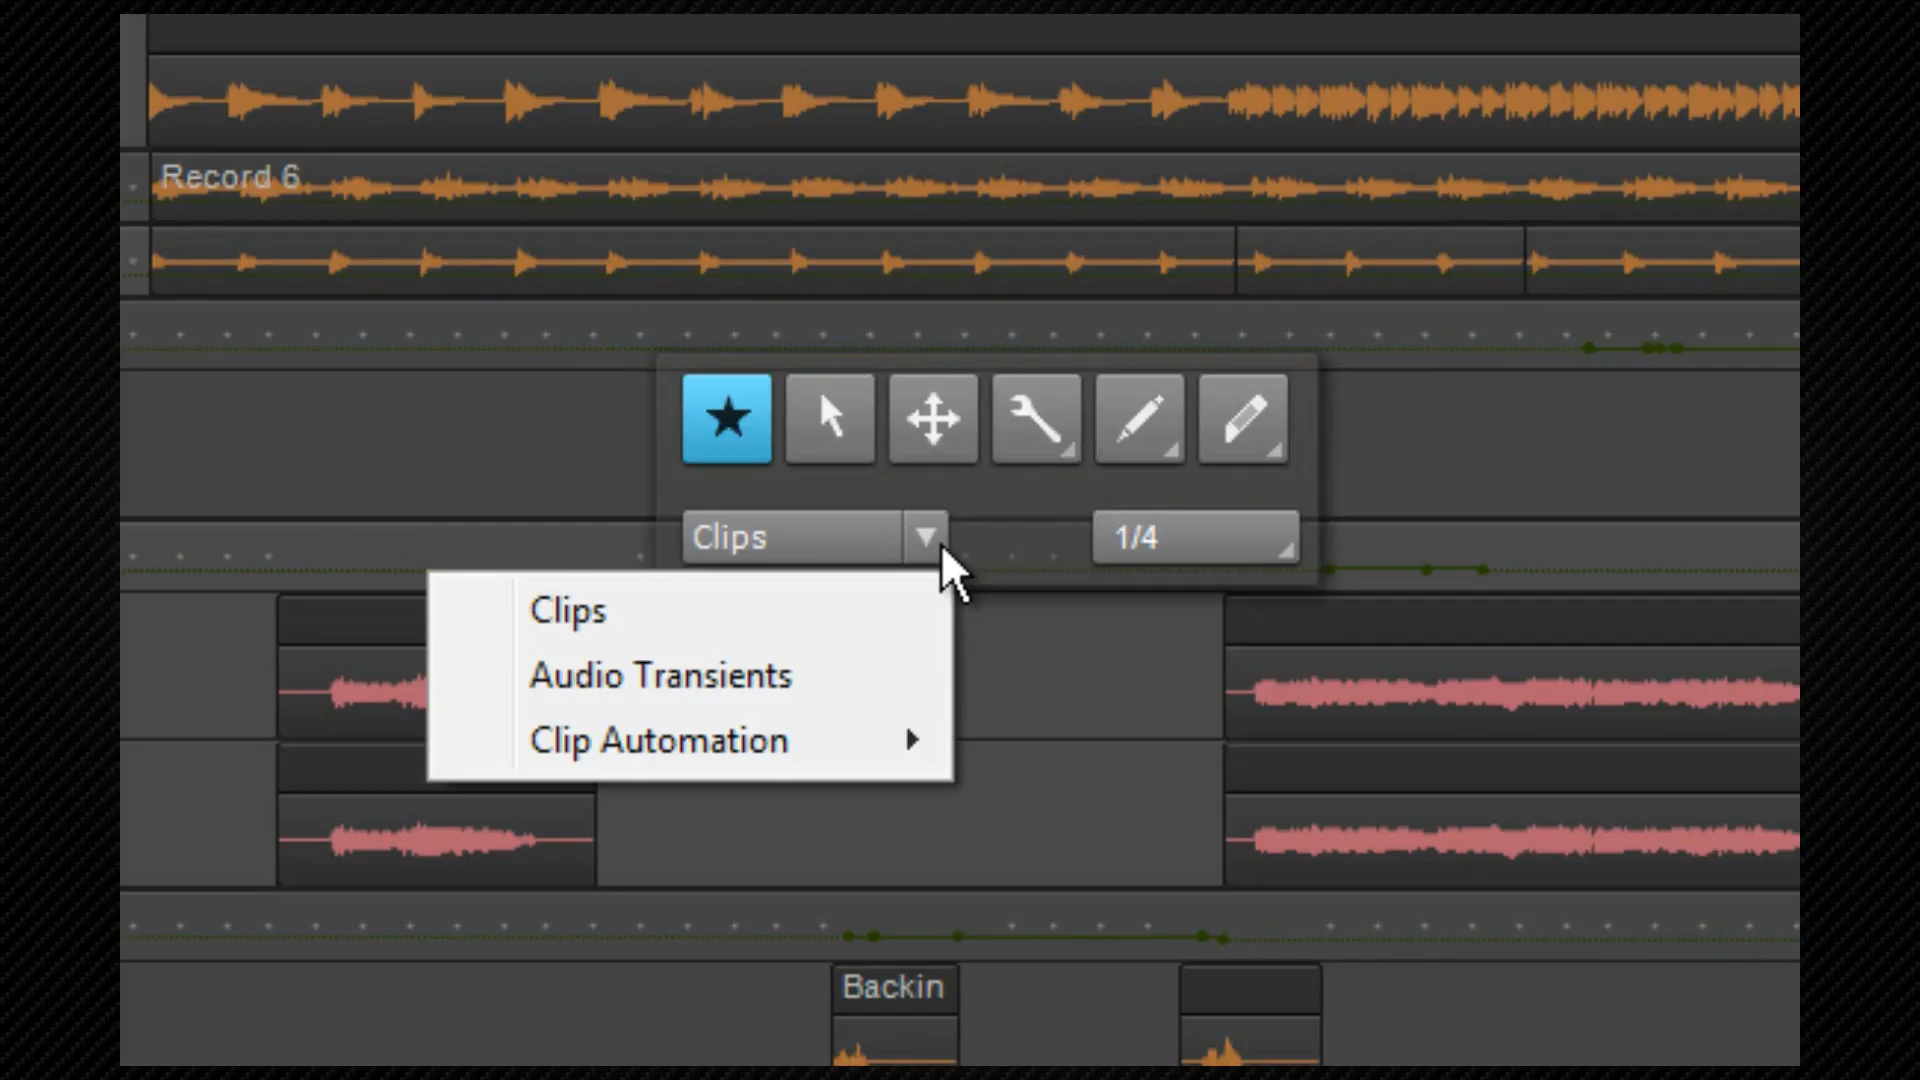 Record 6
Clips
1/4
Clips
Audio Transients
Clip Automation
Backin